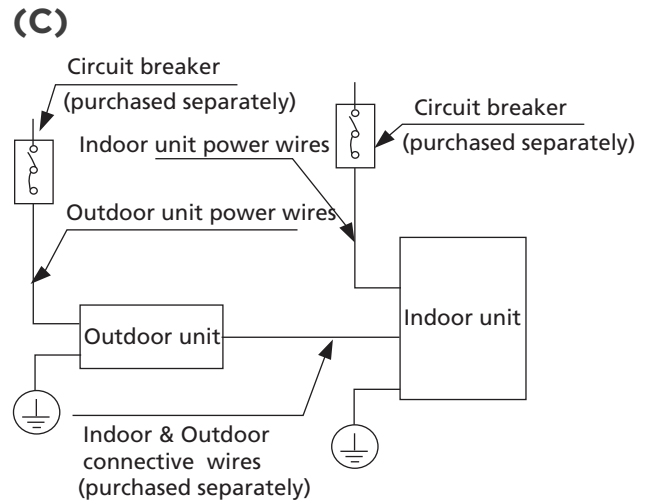 (C)
Circuit breaker
(purchased separately)
Circuit breaker
(purchased separately)
Indoor unit power wires
Outdoor unit power wires
Outdoor unit
Indoor unit
Indoor & Outdoor
connective wires
(purchased separately)